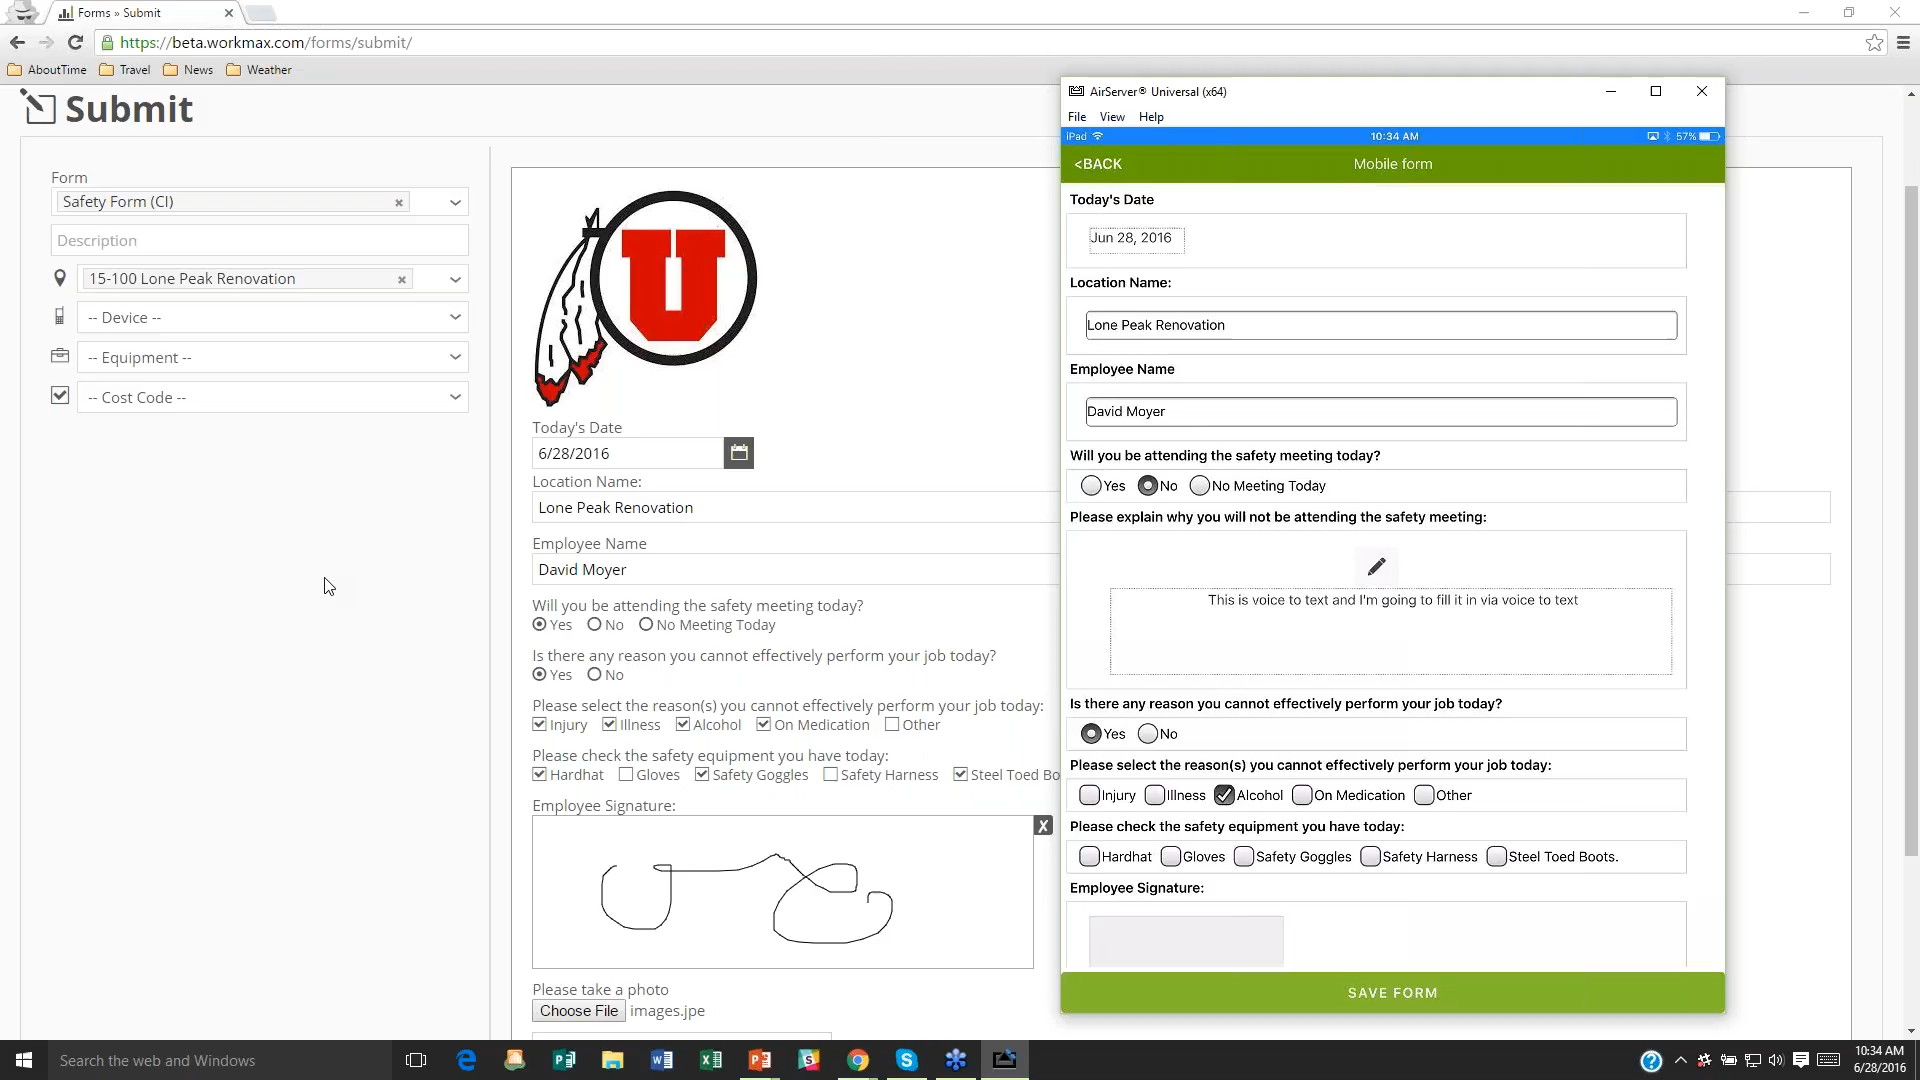 Forms » Submit
https://beta.workmax.com/forms/submit/
AboutTime
Travel
News
Weather
Submit
Form
Safety Form (CI)
Description
15-100 Lone Peak Renovation
-- Device --
-- Equipment --
-- Cost Code --
U
Today's Date
6/28/2016
Location Name:
Lone Peak Renovation
Employee Name
David Moyer
Will you be attending the safety meeting today?
Yes No No Meeting Today
Is there any reason you cannot effectively perform your job today?
Yes No
Please select the reason(s) you cannot effectively perform your job today:
Injury Illness Alcohol On Medication Other
Please check the safety equipment you have today:
Hardhat Gloves Safety Goggles Safety Harness Steel Toed Bo
Employee Signature:
X
Please take a photo
Choose File images.jpe
AirServer® Universal (x64)
File View Help
iPad 10:34 AM 57%
<BACK Mobile form
Today's Date
Jun 28, 2016
Location Name:
Lone Peak Renovation
Employee Name
David Moyer
Will you be attending the safety meeting today?
Yes No No Meeting Today
Please explain why you will not be attending the safety meeting:
This is voice to text and I'm going to fill it in via voice to text
Is there any reason you cannot effectively perform your job today?
Yes No
Please select the reason(s) you cannot effectively perform your job today:
Injury Illness Alcohol On Medication Other
Please check the safety equipment you have today:
Hardhat Gloves Safety Goggles Safety Harness Steel Toed Boots.
Employee Signature:
SAVE FORM
Search the web and Windows
10:34 AM
6/28/2016